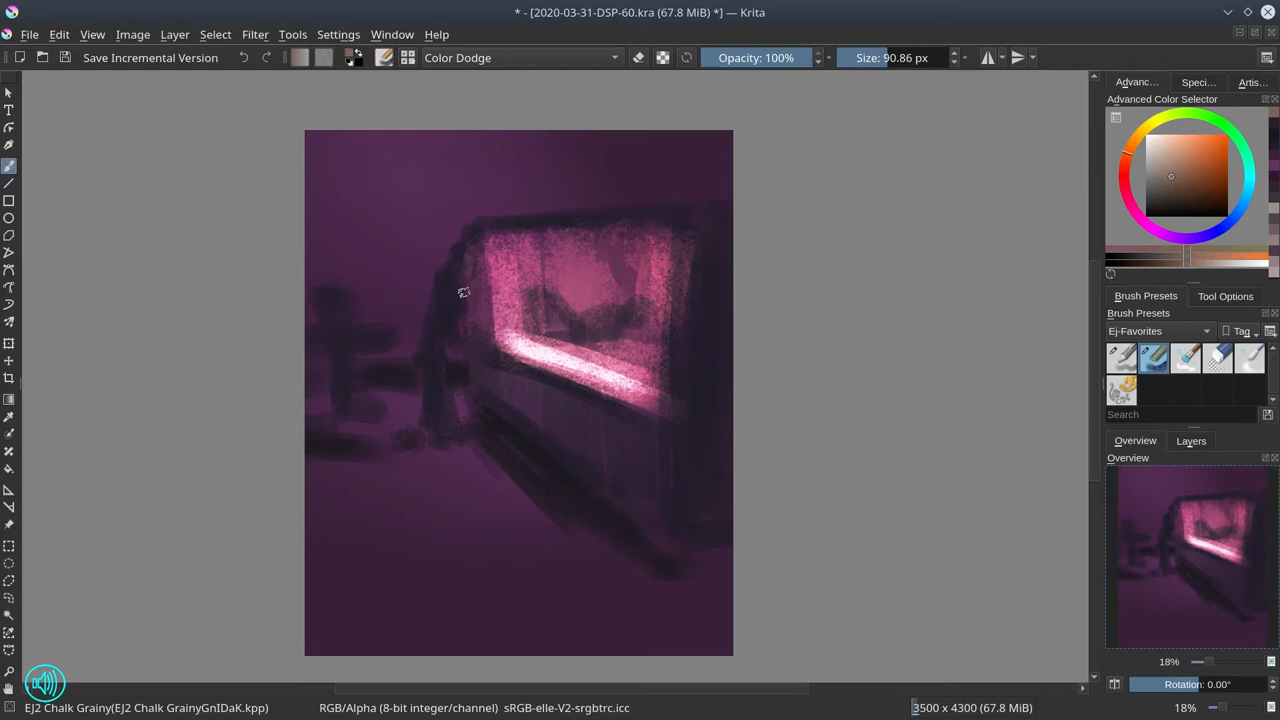 * - [2020-03-31-DSP-60.kra (67.8 MiB) *] — Krita
File Edit View Image Layer Select Filter Tools Settings Window Help
Save Incremental Version Color Dodge Opacity: 100% Size: 90.86 px
Advanc... Speci... Artis...
Advanced Color Selector
Brush Presets Tool Options
Brush Presets
Ej-Favorites Tag
Search
Overview Layers
Overview
18%
Rotation: 0.00°
EJ2 Chalk Grainy(EJ2 Chalk GrainyGnIDaK.kpp) RGB/Alpha (8-bit integer/channel) sRGB-elle-V2-srgbtrc.icc 3500 x 4300 (67.8 MiB) 18%